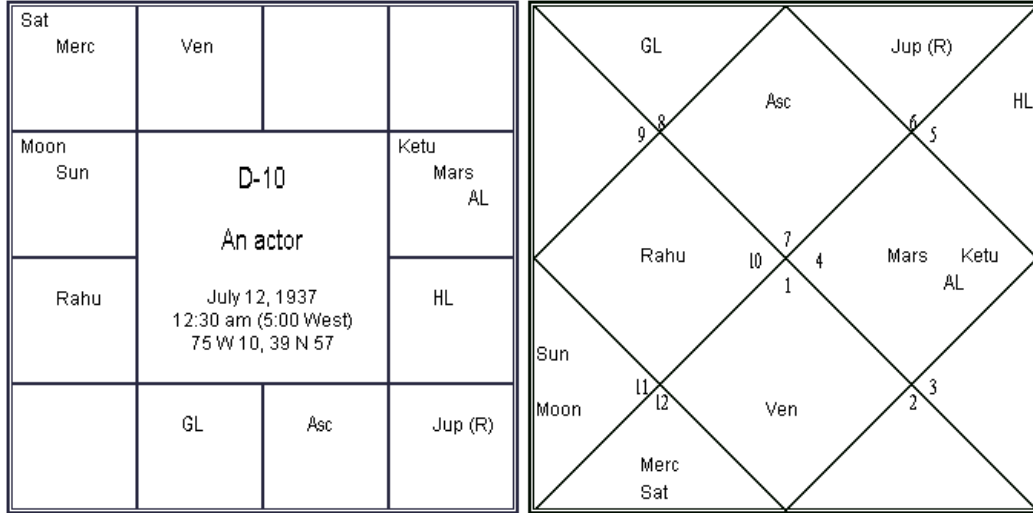 Sat
Merc
Ven
Moon
Sun
D-10
An actor
July 12, 1937
12:30 am (5:00 West)
75 W 10, 39 N 57
Ketu
Mars
AL
Rahu
HL
GL
Asc
Jup (R)
GL
Jup (R)
Asc
HL
8
9
6
5
7
10
4
1
Rahu
Mars Ketu
AL
Sun
Moon
11
12
Ven
3
2
Merc
Sat